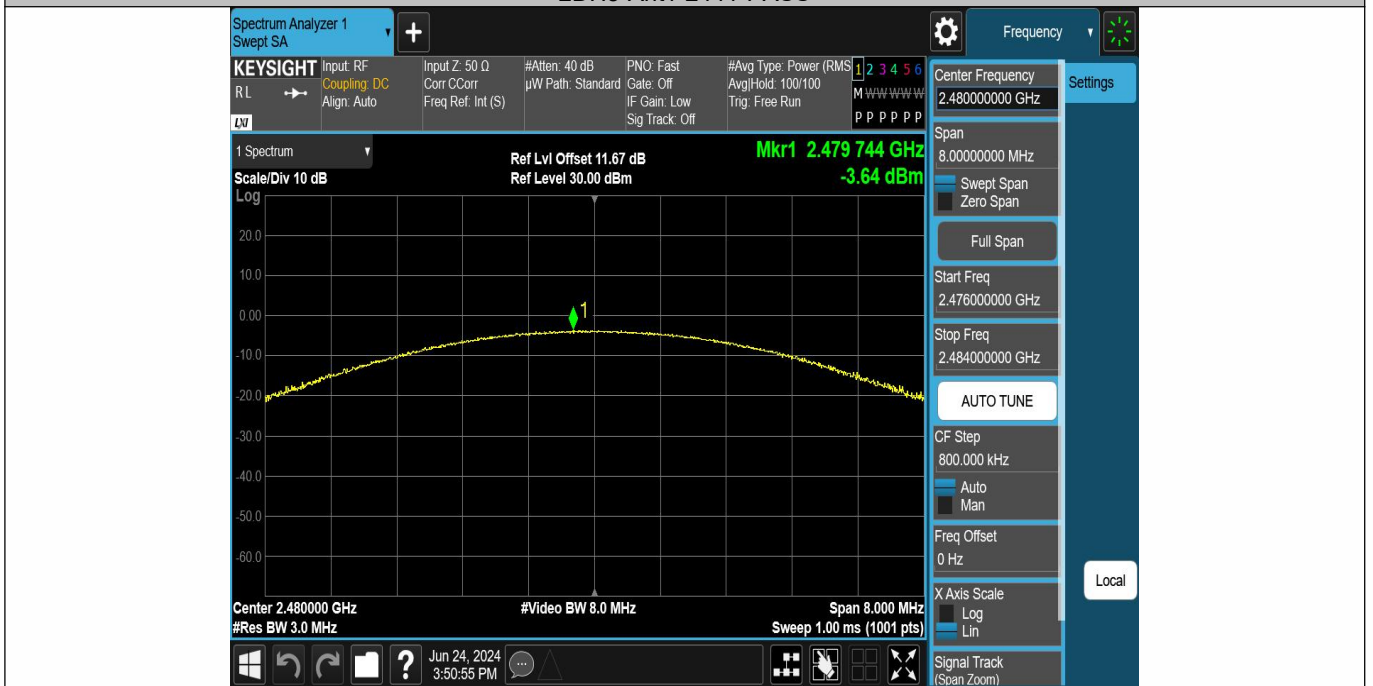 Spectrum Analyzer 1
Swept SA
+
Frequency
KEYSIGHT
RL
LXI
Input: RF
Coupling: DC
Align: Auto
Input Z: 50 Ω
Corr CCorr
Freq Ref: Int (S)
#Atten: 40 dB
µW Path: Standard
PNO: Fast
Gate: Off
IF Gain: Low
Sig Track: Off
#Avg Type: Power (RMS
Avg|Hold: 100/100
Trig: Free Run
1 2 3 4 5 6
M W W W W W
P P P P P P
Center Frequency
2.480000000 GHz
Settings
1 Spectrum
Scale/Div 10 dB
Ref Lvl Offset 11.67 dB
Ref Level 30.00 dBm
Mkr1 2.479 744 GHz
-3.64 dBm
Log
20.0
10.0
0.00
-10.0
-20.0
-30.0
-40.0
-50.0
-60.0
1
Center 2.480000 GHz
#Res BW 3.0 MHz
#Video BW 8.0 MHz
Span 8.000 MHz
Sweep 1.00 ms (1001 pts)
Span
8.00000000 MHz
Swept Span
Zero Span
Full Span
Start Freq
2.476000000 GHz
Stop Freq
2.484000000 GHz
AUTO TUNE
CF Step
800.000 kHz
Auto
Man
Freq Offset
0 Hz
X Axis Scale
Log
Lin
Signal Track
(Span Zoom)
Local
?
Jun 24, 2024
3:50:55 PM